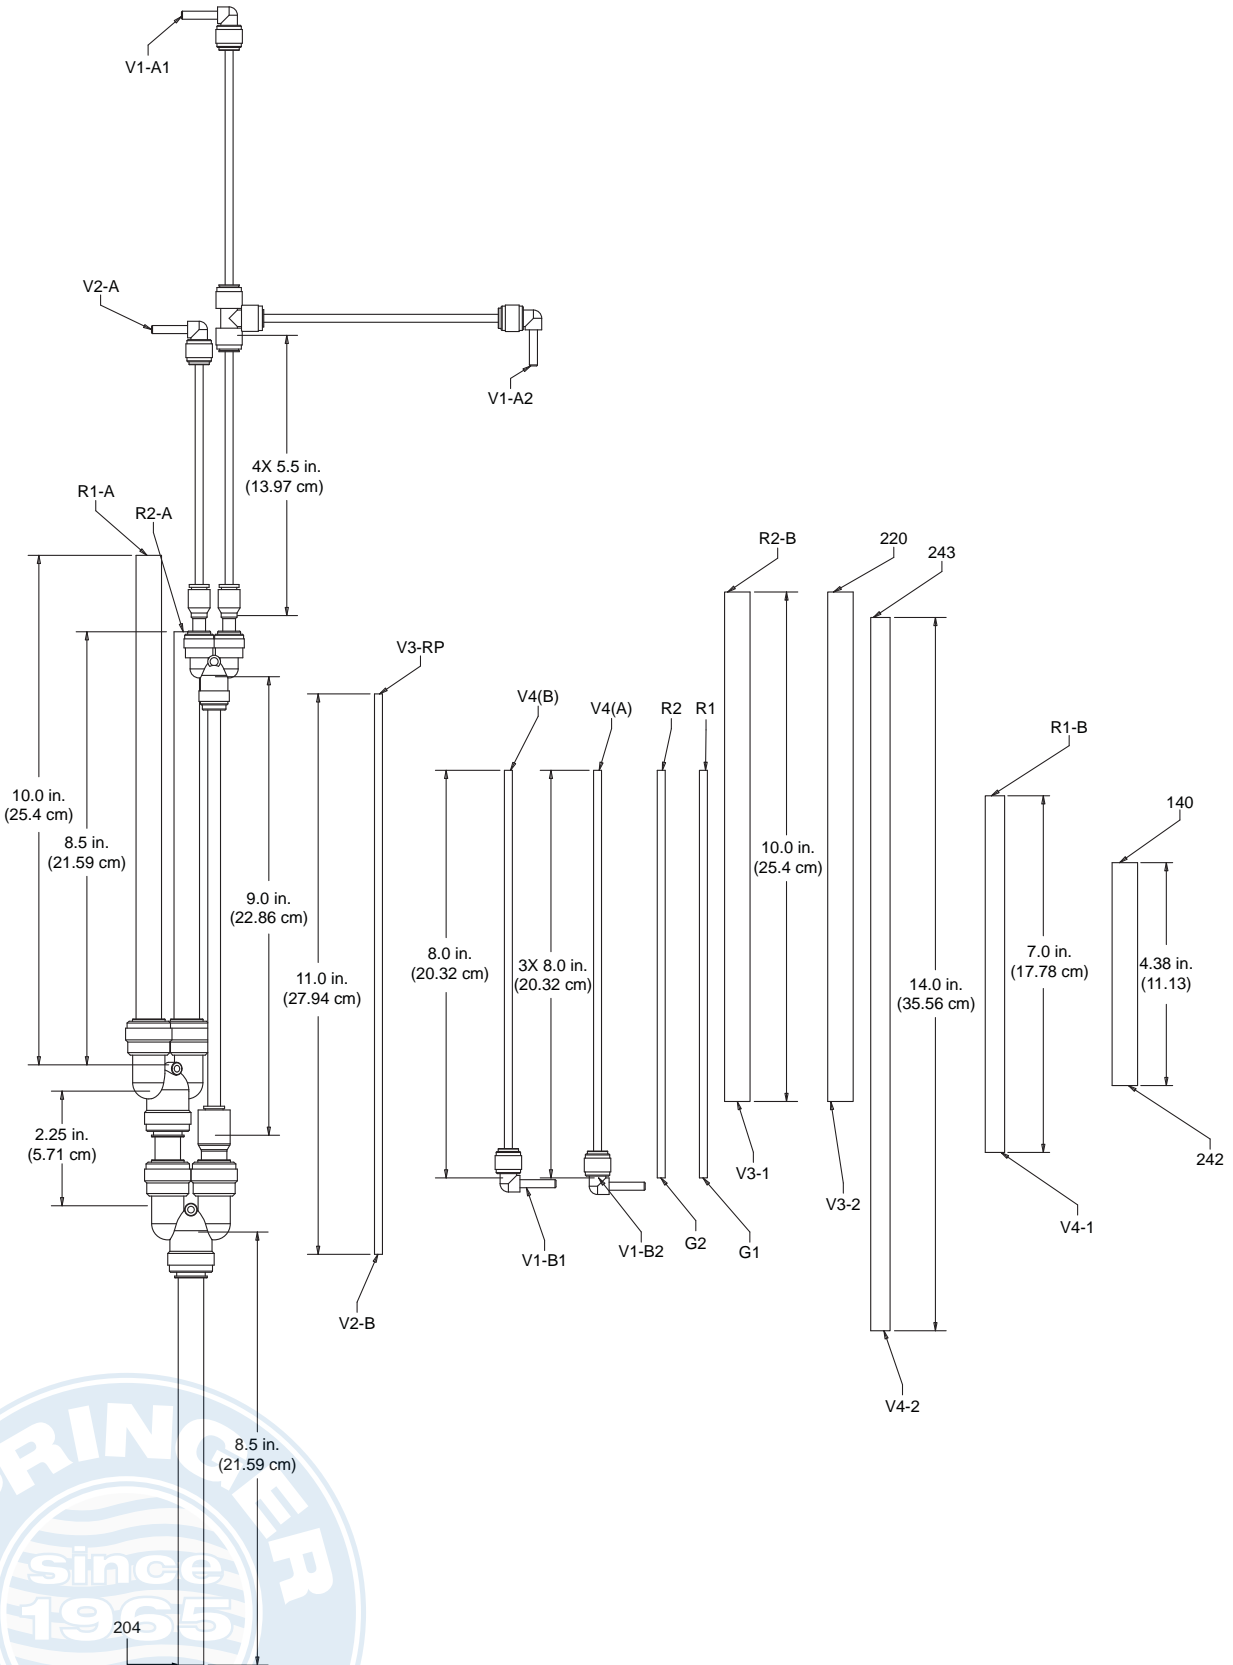 V1-A1
V2-A
V1-A2
4X 5.5 in.
(13.97 cm)
R1-A
R2-A
R2-B
220
243
V3-RP
V4(B)
V4(A)
R2
R1
R1-B
10.0 in.
(25.4 cm)
8.5 in.
(21.59 cm)
140
10.0 in.
(25.4 cm)
9.0 in.
(22.86 cm)
11.0 in.
(27.94 cm)
8.0 in.
(20.32 cm)
3X 8.0 in.
(20.32 cm)
14.0 in.
(35.56 cm)
7.0 in.
(17.78 cm)
4.38 in.
(11.13)
2.25 in.
(5.71 cm)
V3-1
242
V3-2
V4-1
V1-B1
V1-B2
G2
G1
V2-B
V4-2
8.5 in.
(21.59 cm)
RINGER
since
1965
204